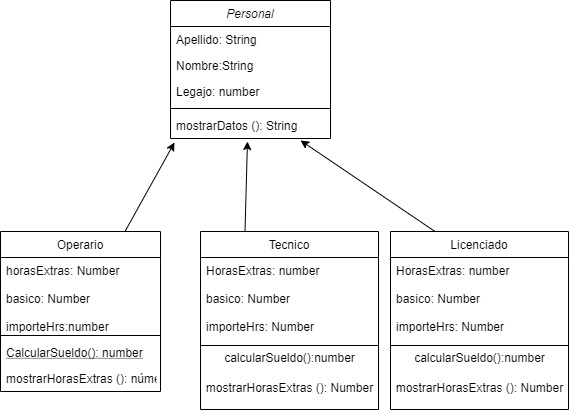 Personal
Apellido: String
Nombre:String
Legajo: number
mostrarDatos (): String
Operario
horasExtras: Number
basico: Number
importeHrs:number
CalcularSueldo(): number
mostrarHorasExtras (): núme
Tecnico
HorasExtras: number
basico: Number
importeHrs: Number
calcularSueldo():number
mostrarHorasExtras (): Number
Licenciado
HorasExtras: number
basico: Number
importeHrs: Number
calcularSueldo():number
mostrarHorasExtras (): Number